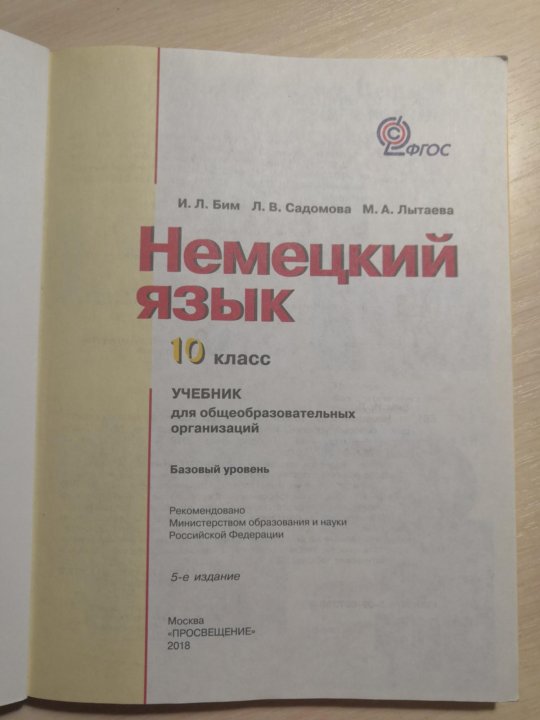 ФГОС
И. Л. Бим Л. В. Садомова М. А. Лытаева
Немецкий
язык
10 класс
УЧЕБНИК
для общеобразовательных
организаций
Базовый уровень
Рекомендовано
Министерством образования и науки
Российской Федерации
5-е издание
Москва
«ПРОСВЕЩЕНИЕ»
2018